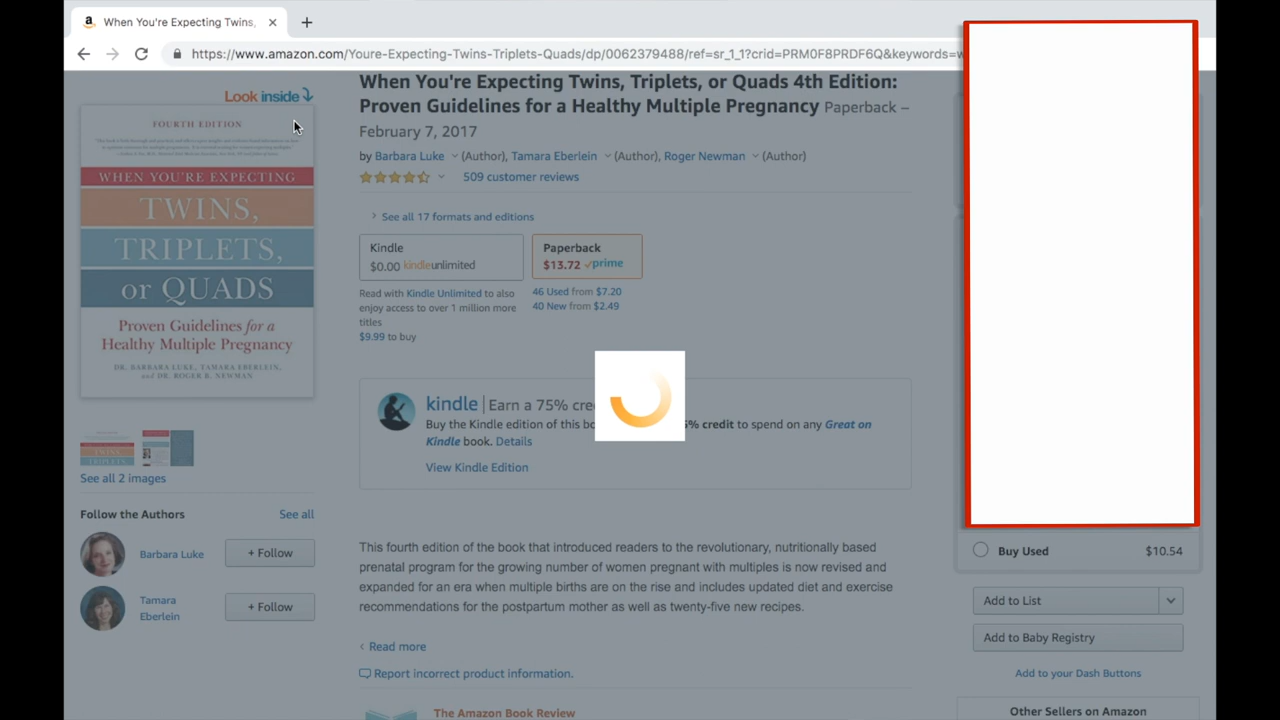 When You're Expecting Twins,
https://www.amazon.com/Youre-Expecting-Twins-Triplets-Quads/dp/0062379488/ref=sr_1_1?crid=PRM0F8PRDF6Q&keywords=w
Look inside
FOURTH EDITION
WHEN YOU'RE EXPECTING
TWINS,
TRIPLETS,
or QUADS
Proven Guidelines for a
Healthy Multiple Pregnancy
DR. BARBARA LUKE, TAMARA EBERLEIN,
and DR. ROGER B. NEWMAN
TWINS,
TRIPLETS
See all 2 images
Follow the Authors See all
Barbara Luke + Follow
Tamara
Eberlein + Follow
When You're Expecting Twins, Triplets, or Quads 4th Edition:
Proven Guidelines for a Healthy Multiple Pregnancy Paperback –
February 7, 2017
by Barbara Luke (Author), Tamara Eberlein (Author), Roger Newman (Author)
509 customer reviews
See all 17 formats and editions
Kindle
$0.00 kindleunlimited
Paperback
$13.72 prime
Read with Kindle Unlimited to also
enjoy access to over 1 million more
titles
$9.99 to buy
46 Used from $7.20
40 New from $2.49
kindle | Earn a 75% cre
Buy the Kindle edition of this bo 5% credit to spend on any Great on
Kindle book. Details
View Kindle Edition
This fourth edition of the book that introduced readers to the revolutionary, nutritionally based
prenatal program for the growing number of women pregnant with multiples is now revised and
expanded for an era when multiple births are on the rise and includes updated diet and exercise
recommendations for the postpartum mother as well as twenty-five new recipes.
Read more
Report incorrect product information.
The Amazon Book Review
Buy Used $10.54
Add to List
Add to Baby Registry
Add to your Dash Buttons
Other Sellers on Amazon